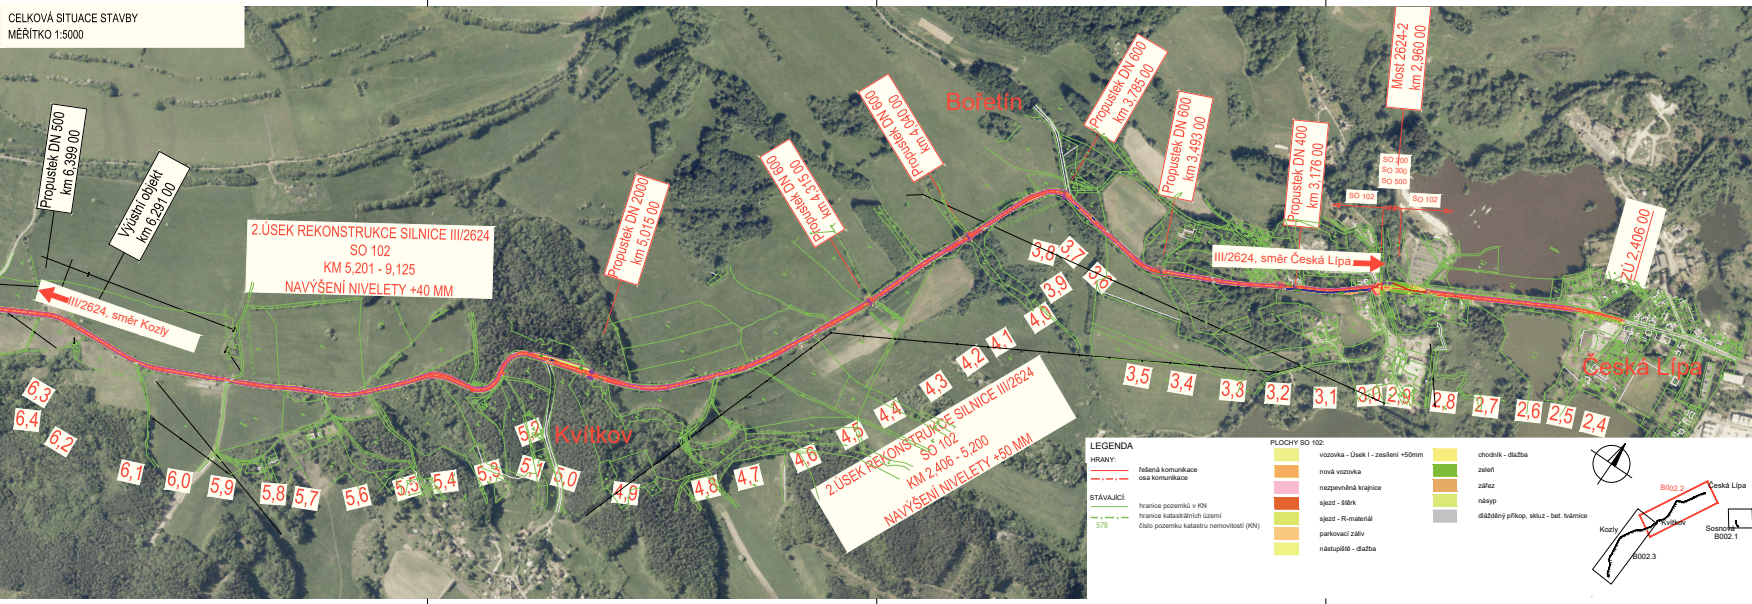 CELKOVÁ SITUACE STAVBY
MĚŘÍTKO 1:5000
Propustek DN 500
km 6,399 00
Výústní objekt
km 6,291 00
2.ÚSEK REKONSTRUKCE SILNICE III/2624
SO 102
KM 5,201 - 9,125
NAVÝŠENÍ NIVELETY +40 MM
III/2624, směr Kozly
Propustek DN 2000
km 5,015 00
Propustek DN 600
km 4,315 00
Propustek DN 600
km 4,040 00
Bořetín
Propustek DN 600
km 3,785 00
Propustek DN 600
km 3,493 00
Propustek DN 400
km 3,176 00
Most 2624-2
km 2,960 00
SO 200
SO 300
SO 500
SO 102
SO 102
III/2624, směr Česká Lípa
ZÚ 2,406 00
Česká Lípa
Kvítkov
6,3
6,4
6,2
6,1
6,0
5,9
5,8
5,7
5,6
5,5
5,4
5,3
5,2
5,1
5,0
4,9
4,8
4,7
4,6
4,5
4,4
4,3
4,2
4,1
4,0
3,9
3,8
3,7
3,6
3,5
3,4
3,3
3,2
3,1
3,0
2,9
2,8
2,7
2,6
2,5
2,4
2.ÚSEK REKONSTRUKCE SILNICE III/2624
SO 102
KM 2,406 - 5,200
NAVÝŠENÍ NIVELETY +50 MM
LEGENDA
HRANY:
řešená komunikace
osa komunikace
STÁVAJÍCÍ:
hranice pozemků v KN
hranice katastrálních území
578 číslo pozemku katastru nemovitostí (KN)
PLOCHY SO 102:
vozovka - Úsek I - zesílení +50mm
nová vozovka
nezpevněná krajnice
sjezd - štěrk
sjezd - R-materiál
parkovací záliv
nástupiště - dlažba
chodník - dlažba
zeleň
zářez
násyp
dlážděný příkop, skluz - bet. tvárnice
B002.2
Česká Lípa
Kozly
Kvítkov
Sosnová
B002.1
B002.3